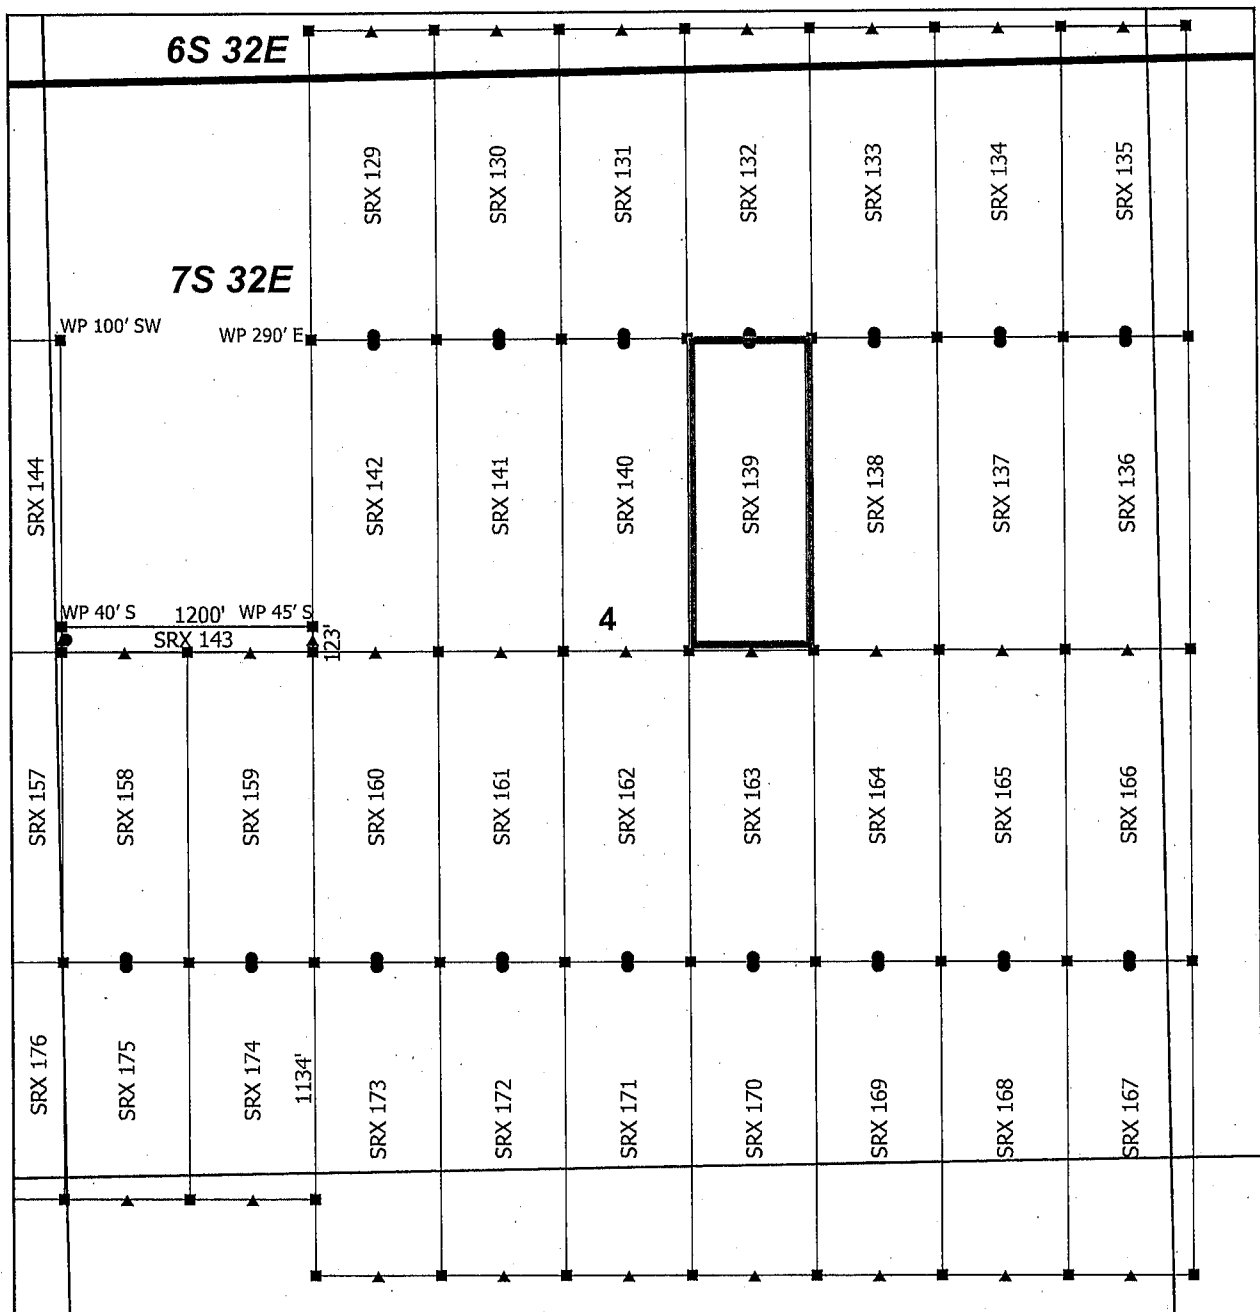 6S 32E
SRX 129
SRX 130
SRX 131
SRX 132
SRX 133
SRX 134
SRX 135
7S 32E
WP 100' SW
WP 290' E
SRX 144
SRX 142
SRX 141
SRX 140
SRX 139
SRX 138
SRX 137
SRX 136
WP 40' S
1200'
WP 45' S
4
SRX 143
123'
SRX 157
SRX 158
SRX 159
SRX 160
SRX 161
SRX 162
SRX 163
SRX 164
SRX 165
SRX 166
SRX 176
SRX 175
SRX 174
1134'
SRX 173
SRX 172
SRX 171
SRX 170
SRX 169
SRX 168
SRX 167